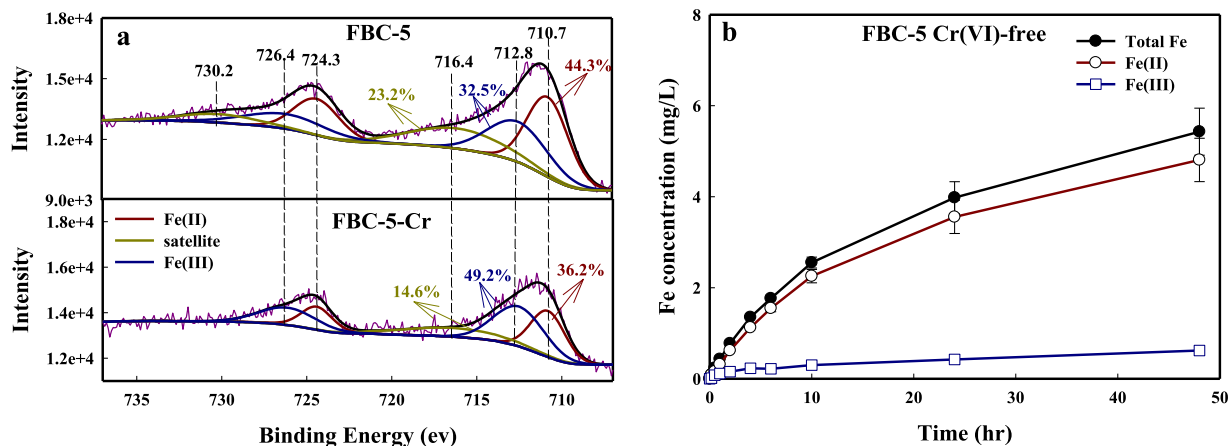 a
FBC-5
1.8e+4
1.5e+4
1.3e+4
1.1e+4
9.0e+3
Intensity
730.2
726.4
724.3
716.4
712.8
710.7
23.2%
32.5%
44.3%
FBC-5-Cr
1.8e+4
1.6e+4
1.4e+4
1.2e+4
Intensity
Fe(II)
satellite
Fe(III)
14.6%
49.2%
36.2%
735 730 725 720 715 710
Binding Energy (ev)
b
FBC-5 Cr(VI)-free
Total Fe
Fe(II)
Fe(III)
8
6
4
2
0
Fe concentration (mg/L)
0 10 20 30 40 50
Time (hr)